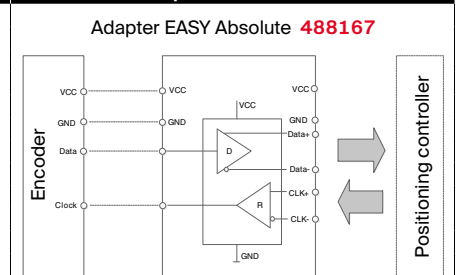 Adapter EASY Absolute 488167
Encoder
VCC
GND
Data
Clock
VCC
GND
VCC
D
R
GND
VCC
GND
Data+
Data-
CLK+
CLK-
Positioning controller